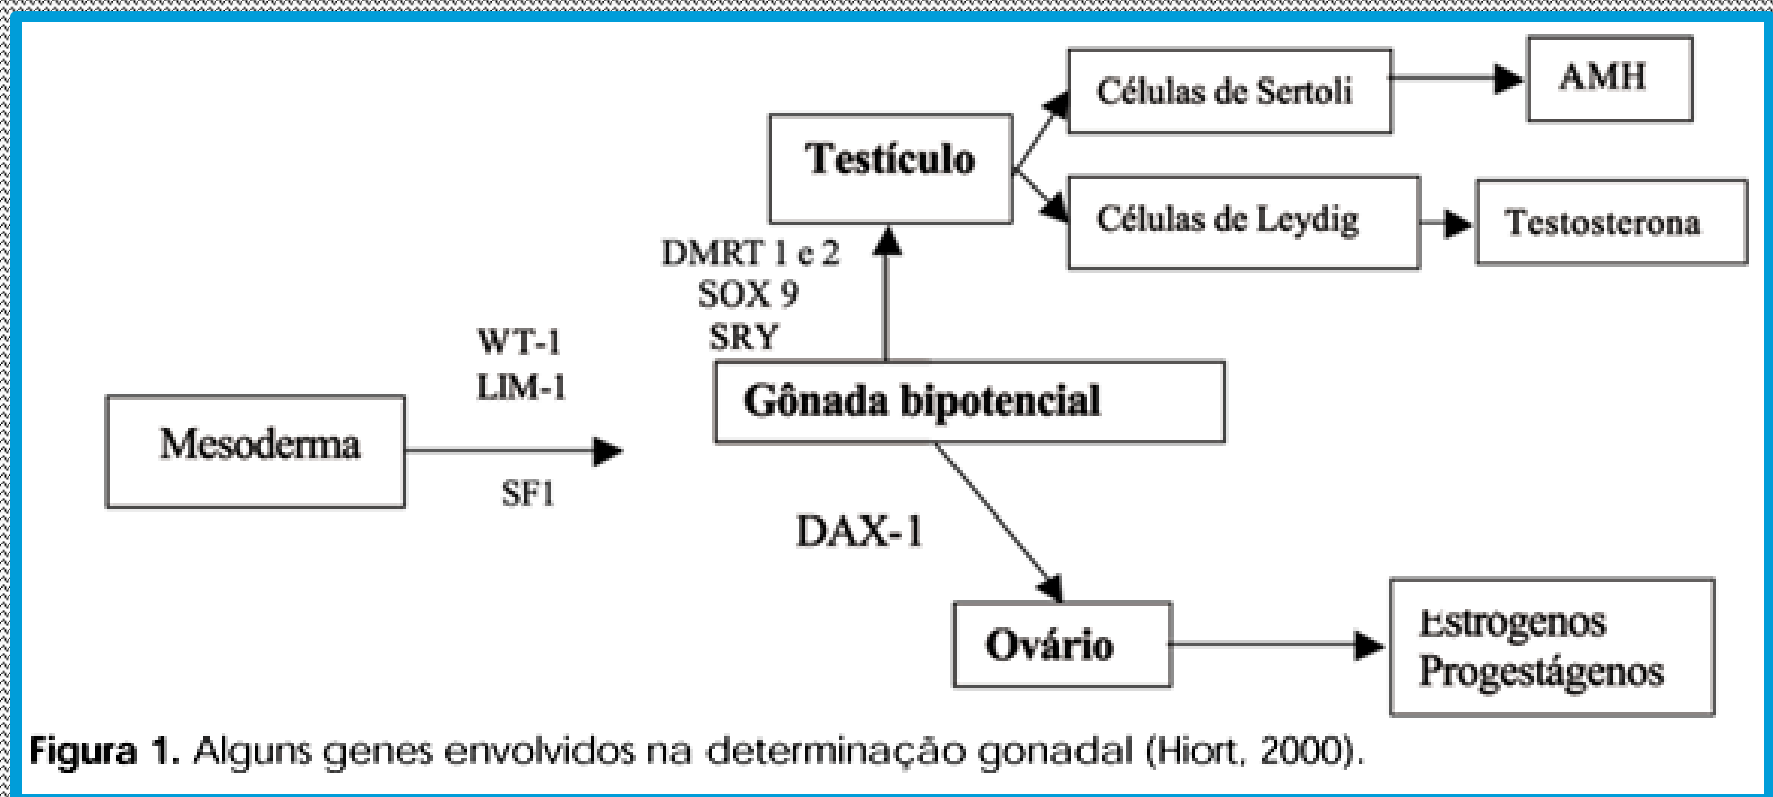 Células de Sertoli
AMH
Testículo
Células de Leydig
Testosterona
DMRT 1 e 2
SOX 9
SRY
WT-1
LIM-1
Gônada bipotencial
Mesoderma
SF1
DAX-1
Ovário
Estrogenos
Progestágenos
Figura 1. Alguns genes envolvidos na determinação gonadal (Hiort, 2000).